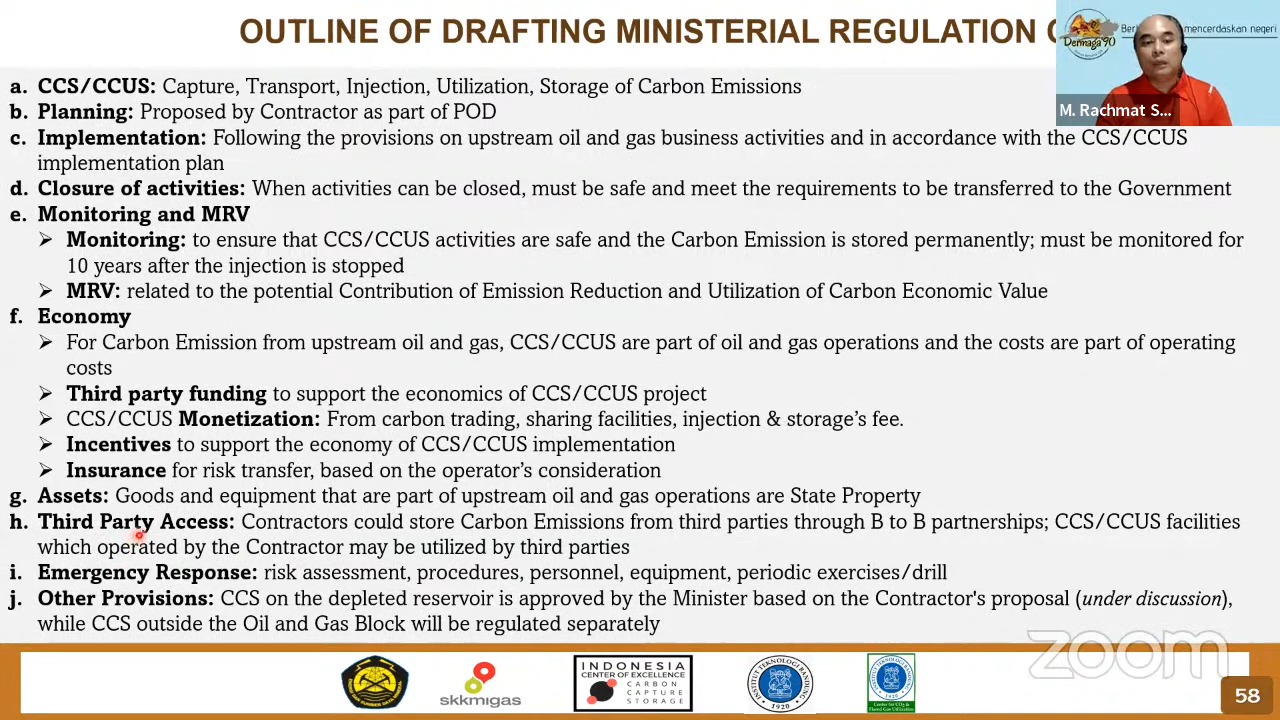 OUTLINE OF DRAFTING MINISTERIAL REGULATION
Dermaga 90
mencerdaskan negeri
M. Rachmat S...
a. CCS/CCUS: Capture, Transport, Injection, Utilization, Storage of Carbon Emissions
b. Planning: Proposed by Contractor as part of POD
c. Implementation: Following the provisions on upstream oil and gas business activities and in accordance with the CCS/CCUS
implementation plan
d. Closure of activities: When activities can be closed, must be safe and meet the requirements to be transferred to the Government
e. Monitoring and MRV
➢ Monitoring: to ensure that CCS/CCUS activities are safe and the Carbon Emission is stored permanently; must be monitored for
10 years after the injection is stopped
➢ MRV: related to the potential Contribution of Emission Reduction and Utilization of Carbon Economic Value
f. Economy
➢ For Carbon Emission from upstream oil and gas, CCS/CCUS are part of oil and gas operations and the costs are part of operating
costs
➢ Third party funding to support the economics of CCS/CCUS project
➢ CCS/CCUS Monetization: From carbon trading, sharing facilities, injection & storage's fee.
➢ Incentives to support the economy of CCS/CCUS implementation
➢ Insurance for risk transfer, based on the operator's consideration
g. Assets: Goods and equipment that are part of upstream oil and gas operations are State Property
h. Third Party Access: Contractors could store Carbon Emissions from third parties through B to B partnerships; CCS/CCUS facilities
which operated by the Contractor may be utilized by third parties
i. Emergency Response: risk assessment, procedures, personnel, equipment, periodic exercises/drill
j. Other Provisions: CCS on the depleted reservoir is approved by the Minister based on the Contractor's proposal (under discussion),
while CCS outside the Oil and Gas Block will be regulated separately
zoom
skkmigas
INDONESIA
CENTER OF EXCELLENCE
CARBON
CAPTURE
STORAGE
INSTITUT TEKNOLOGI BANDUNG
1920
1920
58